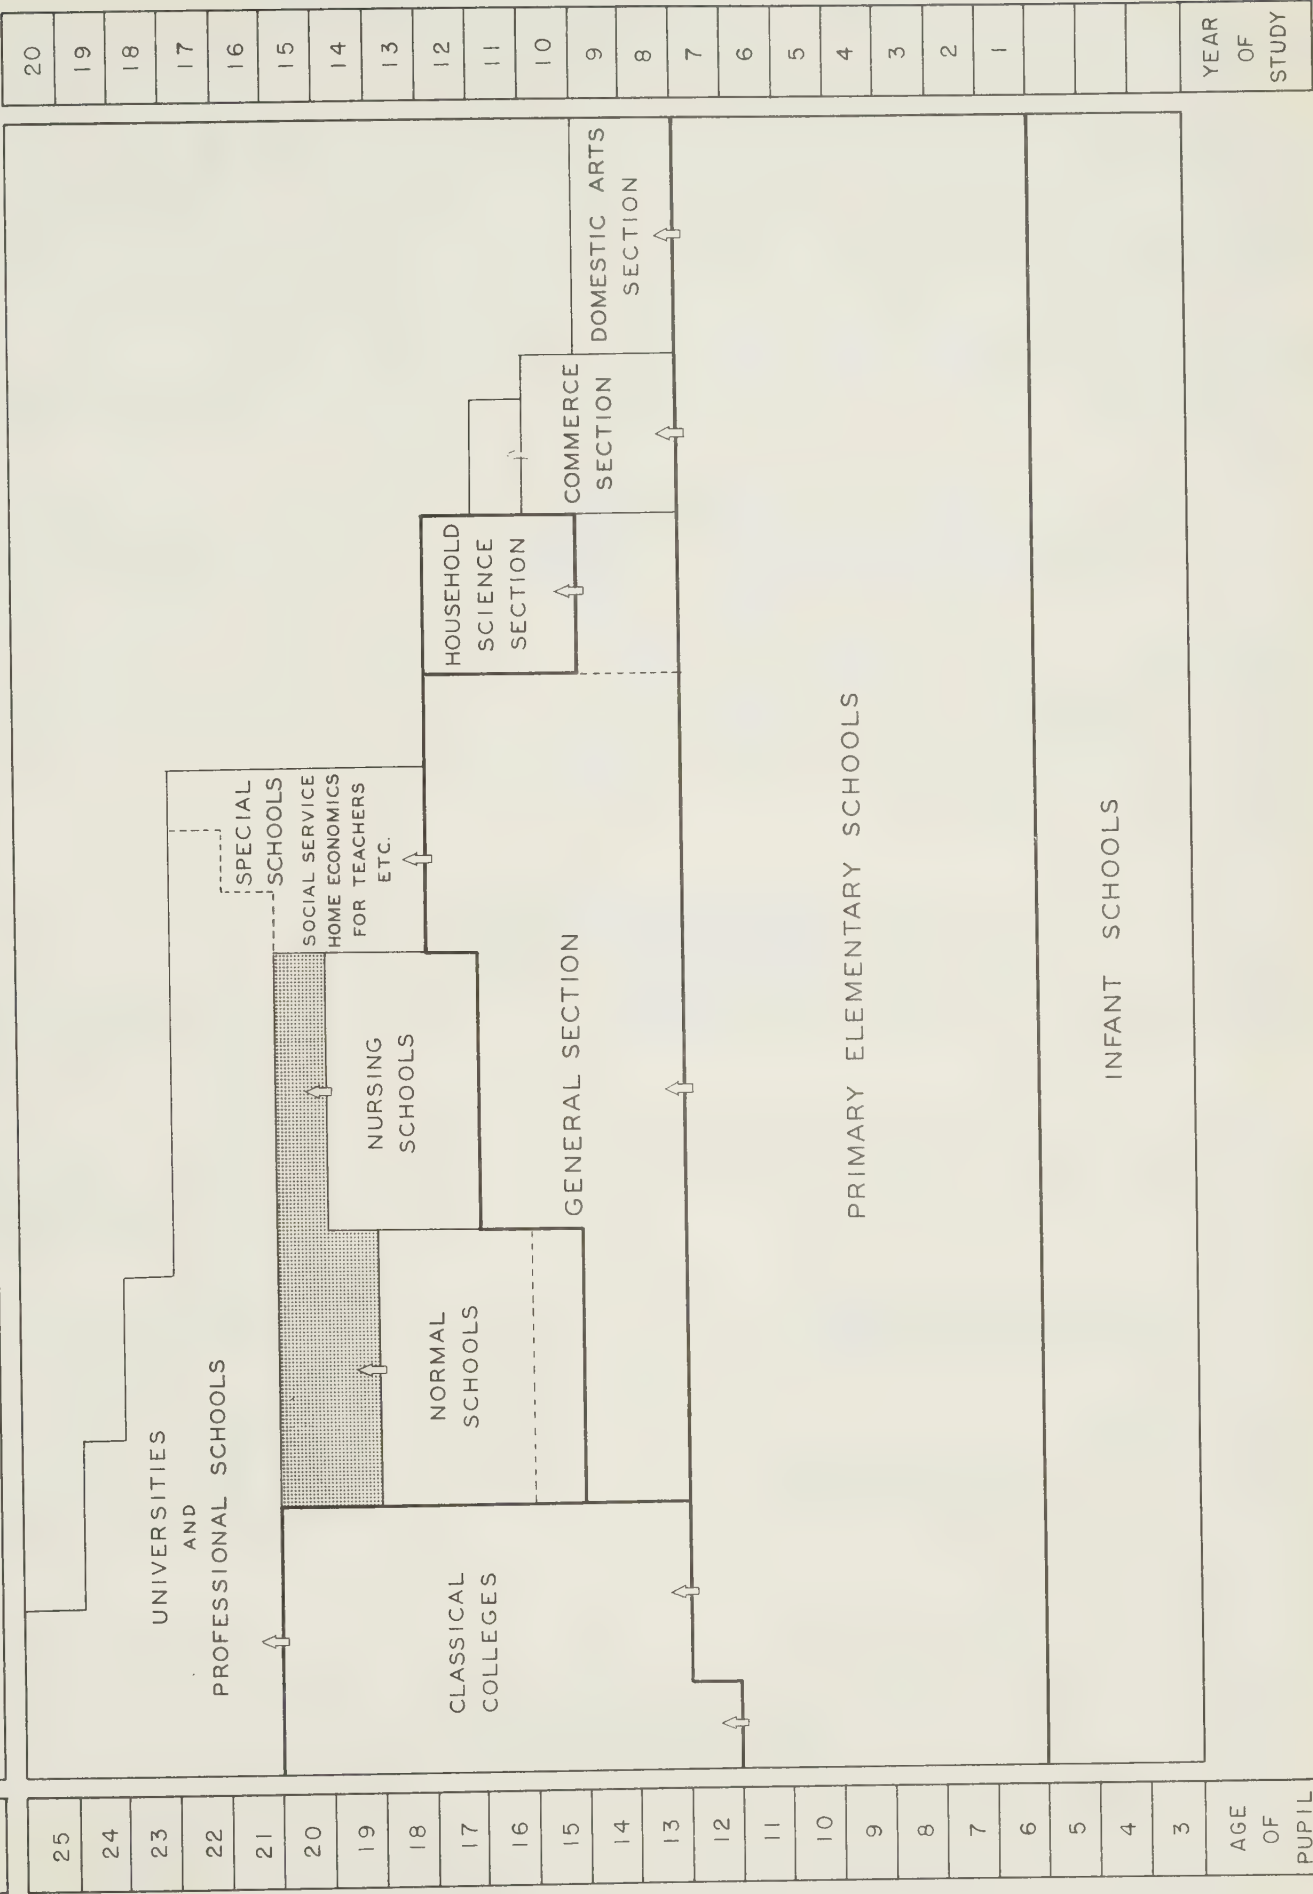 20
19
18
17
16
15
14
13
12
11
10
9
8
7
6
5
4
3
2
1
YEAR
OF
STUDY
UNIVERSITIES
AND
PROFESSIONAL SCHOOLS
SPECIAL
SCHOOLS
SOCIAL SERVICE
HOME ECONOMICS
FOR TEACHERS
ETC.
NURSING
SCHOOLS
NORMAL
SCHOOLS
CLASSICAL
COLLEGES
GENERAL SECTION
HOUSEHOLD
SCIENCE
SECTION
COMMERCE
SECTION
DOMESTIC ARTS
SECTION
PRIMARY ELEMENTARY SCHOOLS
INFANT SCHOOLS
25
24
23
22
21
20
19
18
17
16
15
14
13
12
11
10
9
8
7
6
5
4
3
AGE
OF
PUPIL